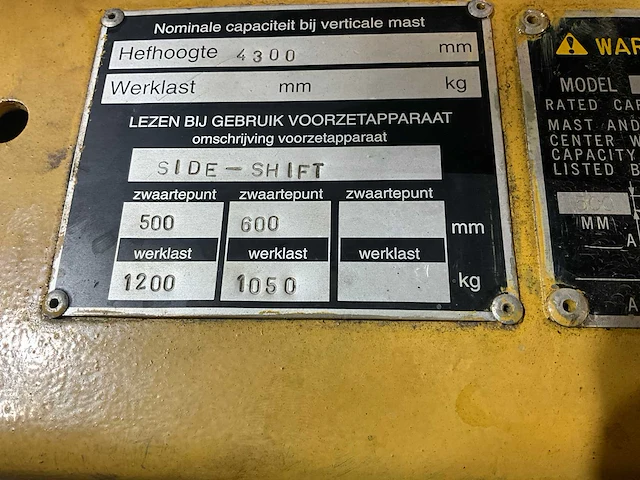 Nominale capaciteit bij verticale mast
Hefhoogte 4300 mm
Werklast mm kg
LEZEN BIJ GEBRUIK VOORZETAPPARAAT
omschrijving voorzetapparaat
SIDE-SHIFT
zwaartepunt zwaartepunt zwaartepunt
500 600 mm
werklast werklast werklast
1200 1050 kg
MODEL
RATED
MAST AND
CENTER
CAPACITY
LISTED
MM